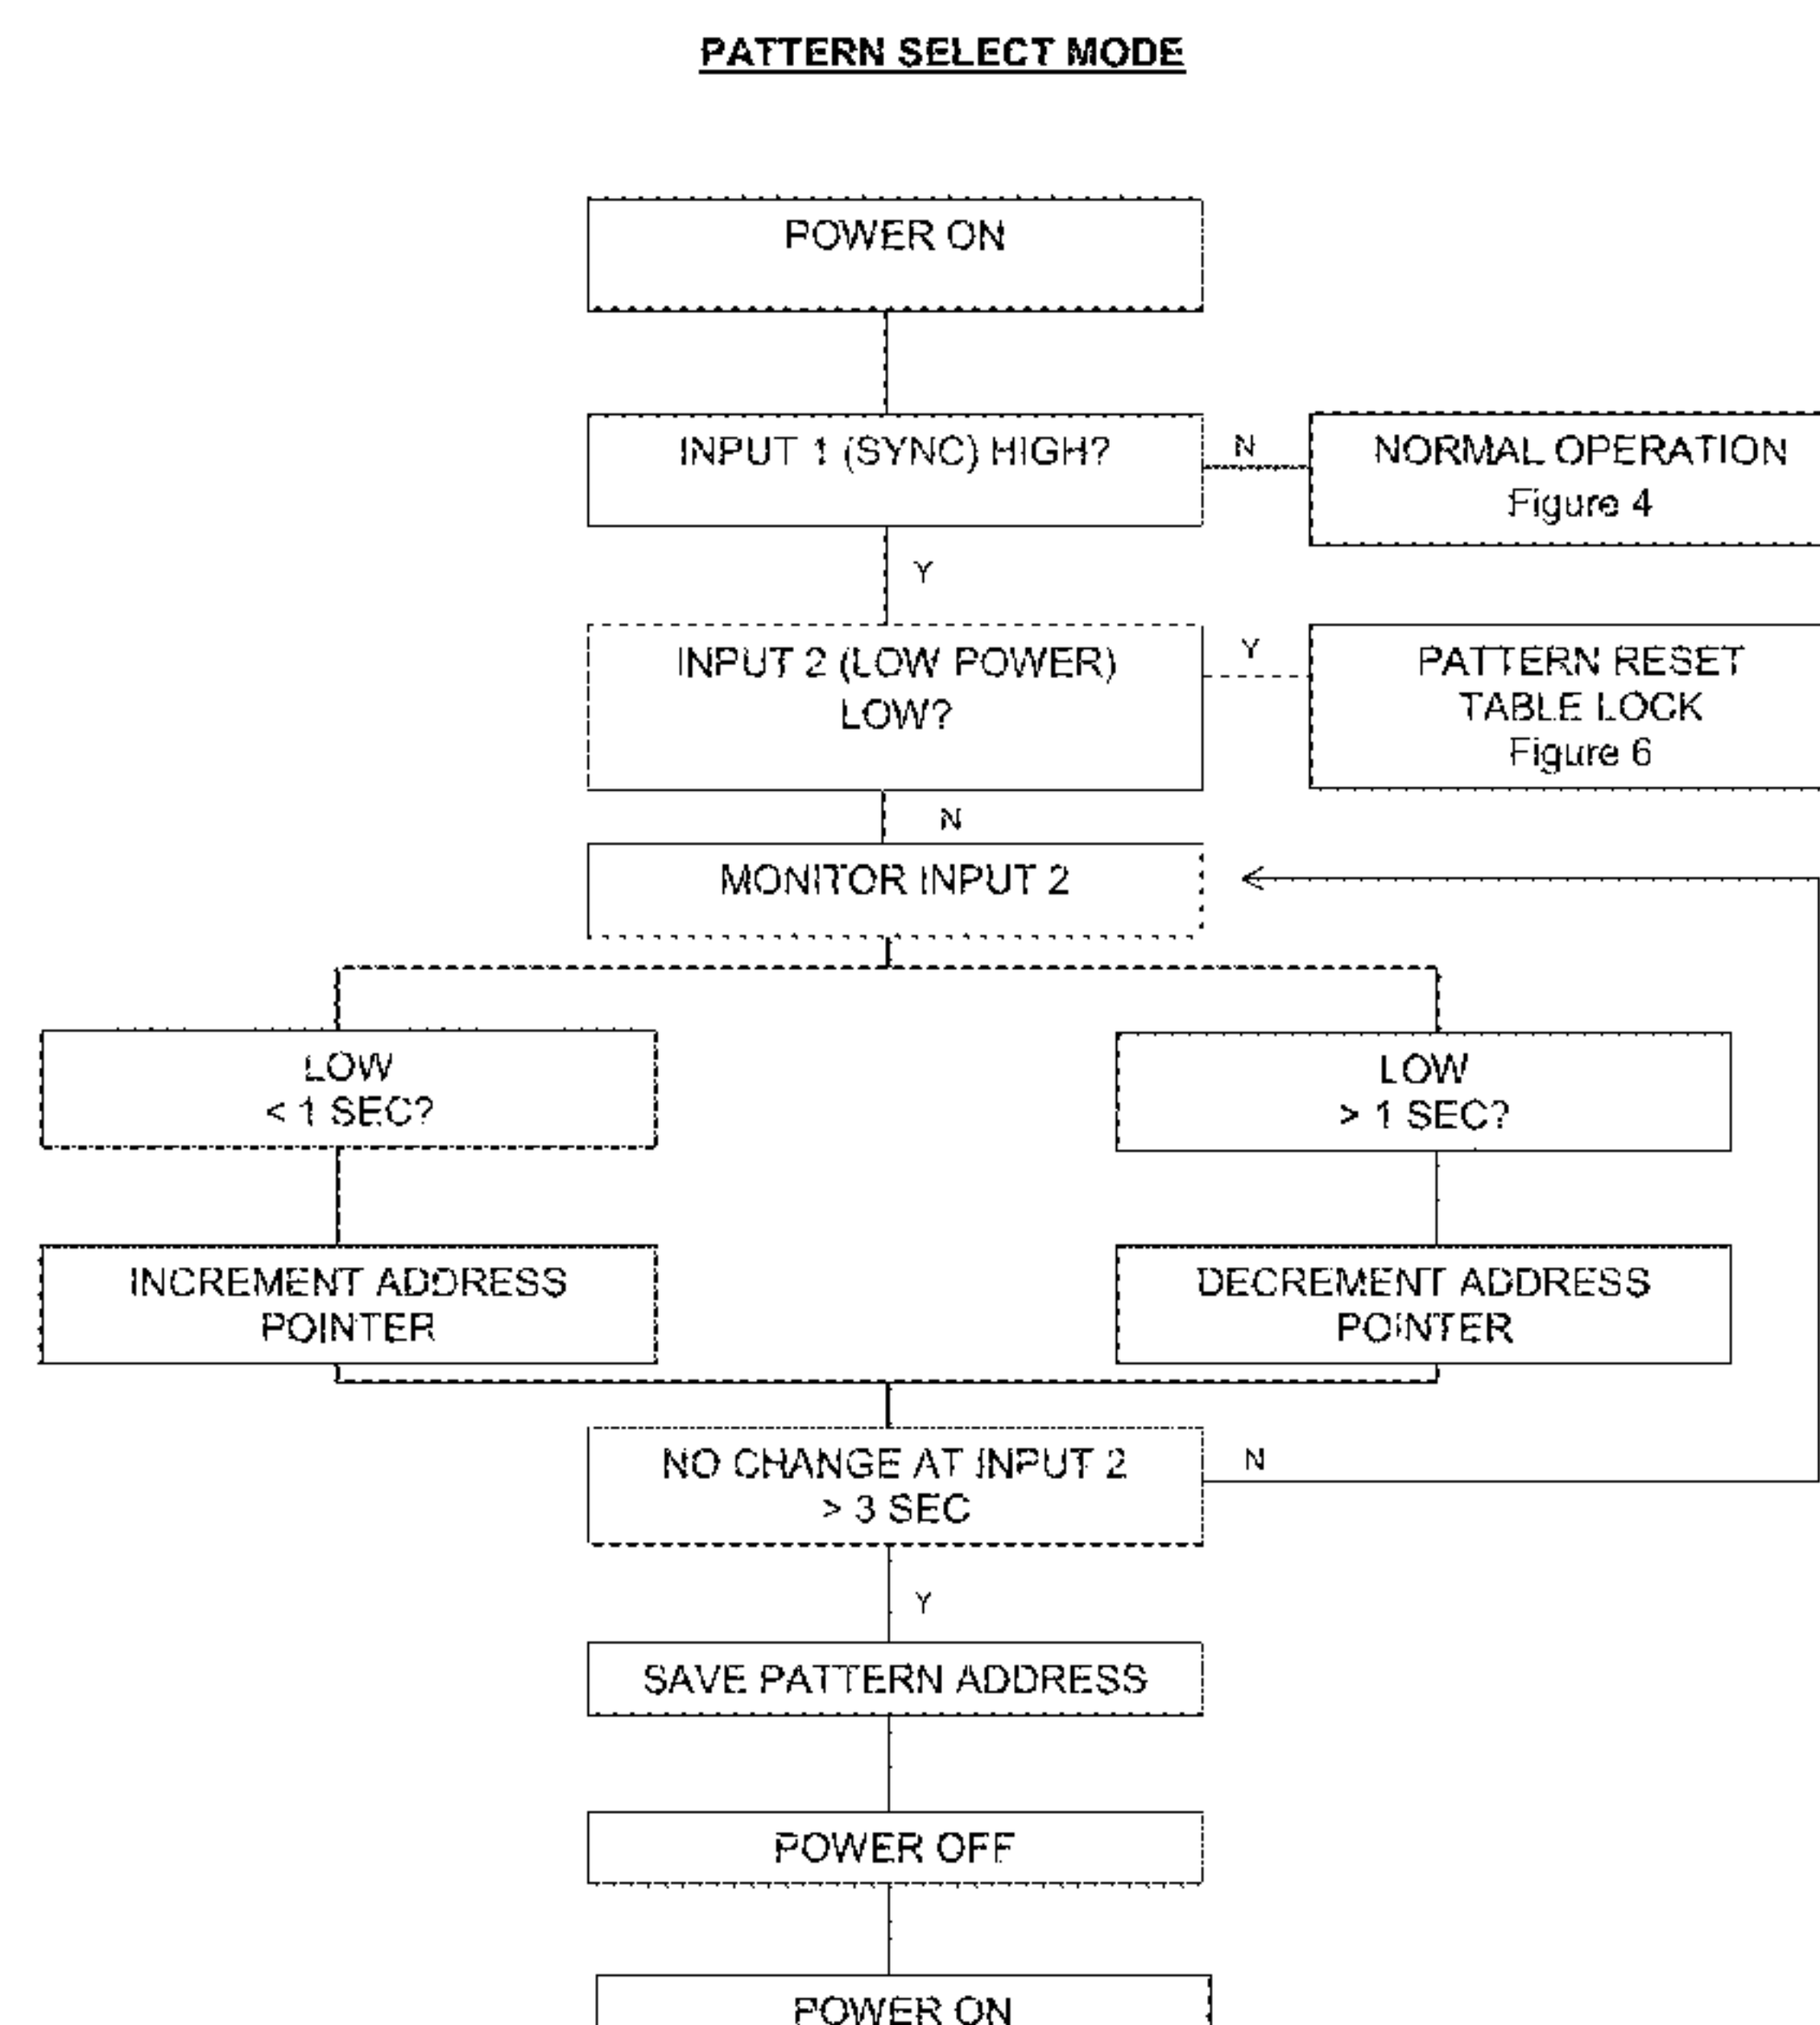 PATTERN SELECT MODE
POWER ON
INPUT 1 (SYNC) HIGH?
N
NORMAL OPERATION
Figure 4
Y
INPUT 2 (LOW POWER)
LOW?
Y
PATTERN RESET
TABLE LOCK
Figure 6
N
MONITOR INPUT 2
LOW
< 1 SEC?
LOW
> 1 SEC?
INCREMENT ADDRESS
POINTER
DECREMENT ADDRESS
POINTER
NO CHANGE AT INPUT 2
> 3 SEC
N
Y
SAVE PATTERN ADDRESS
POWER OFF
POWER ON